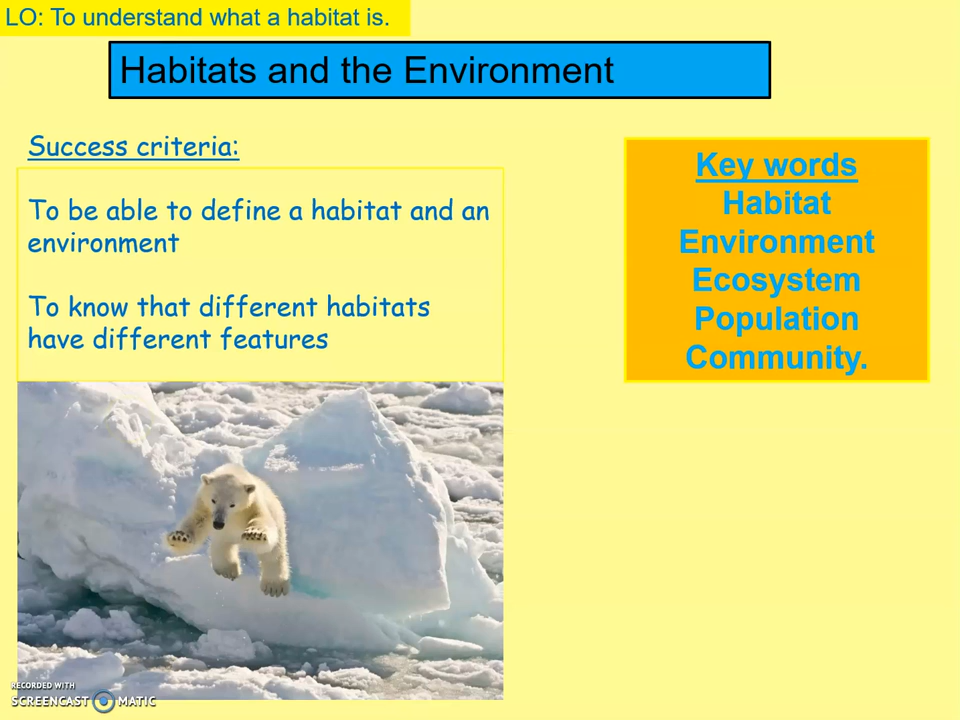 LO: To understand what a habitat is.
Habitats and the Environment
Success criteria:
To be able to define a habitat and an
environment
To know that different habitats
have different features
Key words
Habitat
Environment
Ecosystem
Population
Community.
RECORDED WITH
SCREENCAST MATIC